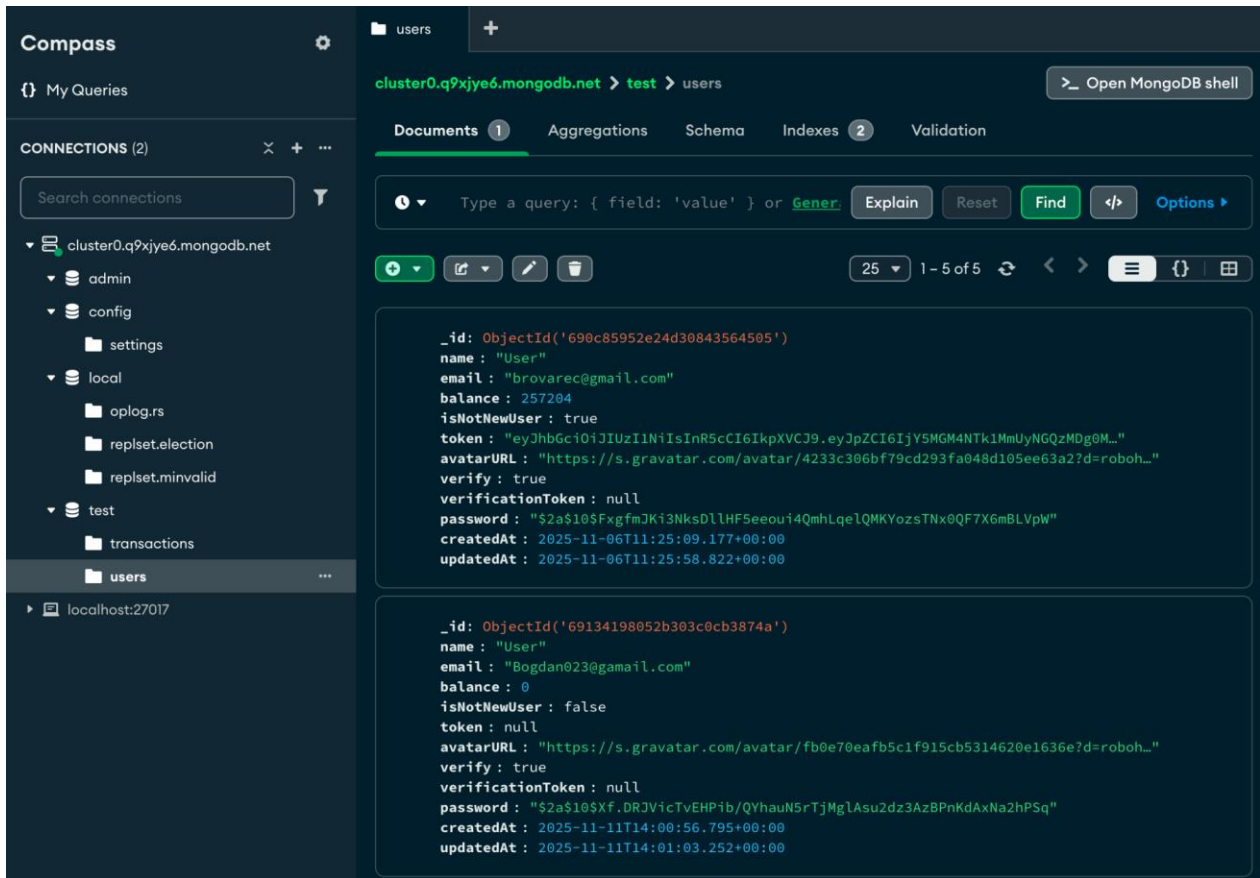 Compass
{} My Queries
CONNECTIONS (2)
Search connections
cluster0.q9xjye6.mongodb.net
admin
config
settings
local
oplog.rs
replset.election
replset.minvalid
test
transactions
users
localhost:27017
users
cluster0.q9xjye6.mongodb.net > test > users
>_ Open MongoDB shell
Documents 1 Aggregations Schema Indexes 2 Validation
Type a query: { field: 'value' } or Gener Explain Reset Find </> Options
25 1 – 5 of 5 {}
_id: ObjectId('690c85952e24d30843564505')
name : "User"
email : "brovarec@gmail.com"
balance : 257204
isNotNewUser : true
token : "eyJhbGciOiJIUzI1NiIsInR5cCI6IkpXVCJ9.eyJpZCI6IjY5MGM4NTk1MmUyNGQzMDg0M…"
avatarURL : "https://s.gravatar.com/avatar/4233c306bf79cd293fa048d105ee63a2?d=roboh…"
verify : true
verificationToken : null
password : "$2a$10$FxgfmJKi3NksDllHF5eeoui4QmhLqelQMKYozsTNx0QF7X6mBLVpW"
createdAt : 2025-11-06T11:25:09.177+00:00
updatedAt : 2025-11-06T11:25:58.822+00:00
_id: ObjectId('69134198052b303c0cb3874a')
name : "User"
email : "Bogdan023@gamail.com"
balance : 0
isNotNewUser : false
token : null
avatarURL : "https://s.gravatar.com/avatar/fb0e70eafb5c1f915cb5314620e1636e?d=roboh…"
verify : true
verificationToken : null
password : "$2a$10$Xf.DRJVicTvEHPib/QYhauN5rTjMglAsu2dz3AzBPnKdAxNa2hPSq"
createdAt : 2025-11-11T14:00:56.795+00:00
updatedAt : 2025-11-11T14:01:03.252+00:00